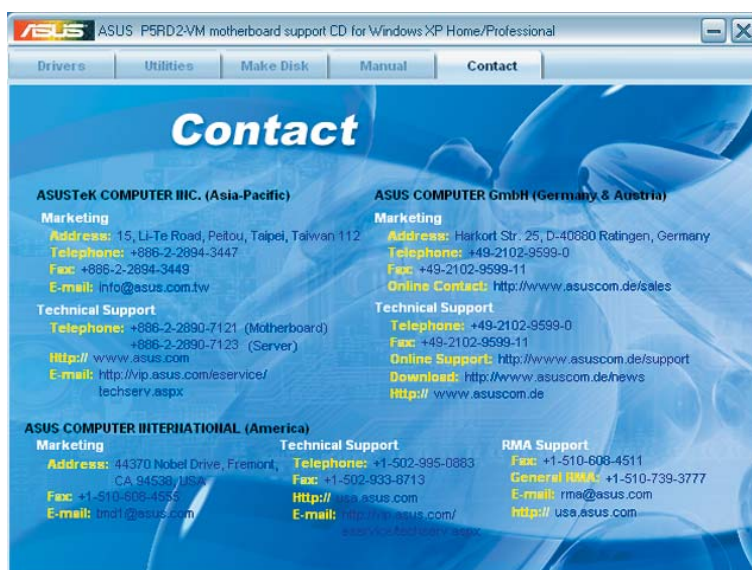 ASUS ASUS P5RD2-VM motherboard support CD for Windows XP Home/Professional
Drivers Utilities Make Disk Manual Contact
Contact
ASUSTeK COMPUTER INC. (Asia-Pacific)
Marketing
Address: 15, Li-Te Road, Peitou, Taipei, Taiwan 112
Telephone: +886-2-2894-3447
Fax: +886-2-2894-3449
E-mail: info@asus.com.tw
Technical Support
Telephone: +886-2-2890-7121 (Motherboard)
+886-2-2890-7123 (Server)
Http:// www.asus.com
E-mail: http://vip.asus.com/eservice/
techserv.aspx
ASUS COMPUTER GmbH (Germany & Austria)
Marketing
Address: Harkort Str. 25, D-40880 Ratingen, Germany
Telephone: +49-2102-9599-0
Fax: +49-2102-9599-11
Online Contact: http://www.asuscom.de/sales
Technical Support
Telephone: +49-2102-9599-0
Fax: +49-2102-9599-11
Online Support: http://www.asuscom.de/support
Download: http://www.asuscom.de/news
Http:// www.asuscom.de
ASUS COMPUTER INTERNATIONAL (America)
Marketing
Address: 44370 Nobel Drive, Fremont,
CA 94538, USA
Fax: +1-510-608-4555
E-mail: tmd1@asus.com
Technical Support
Telephone: +1-502-995-0883
Fax: +1-502-933-8713
Http:// usa.asus.com
E-mail: http://vip.asus.com/
eservice/techserv.aspx
RMA Support
Fax: +1-510-608-4511
General RMA: +1-510-739-3777
E-mail: rma@asus.com
http:// usa.asus.com